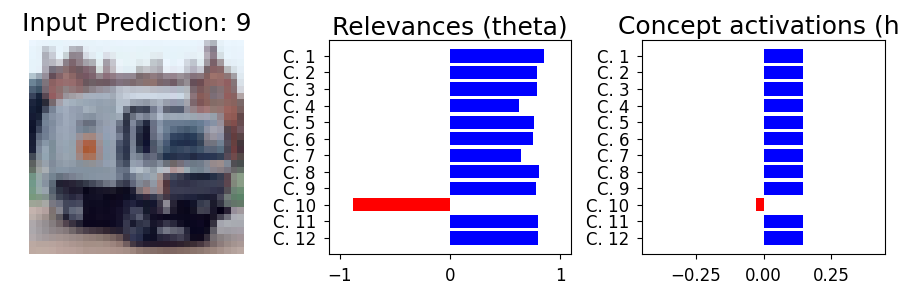 Input Prediction: 9
Relevances (theta)
Concept activations (h
C. 1
C. 2
C. 3
C. 4
C. 5
C. 6
C. 7
C. 8
C. 9
C. 10
C. 11
C. 12
−1
0
1
C. 1
C. 2
C. 3
C. 4
C. 5
C. 6
C. 7
C. 8
C. 9
C. 10
C. 11
C. 12
−0.25
0.00
0.25